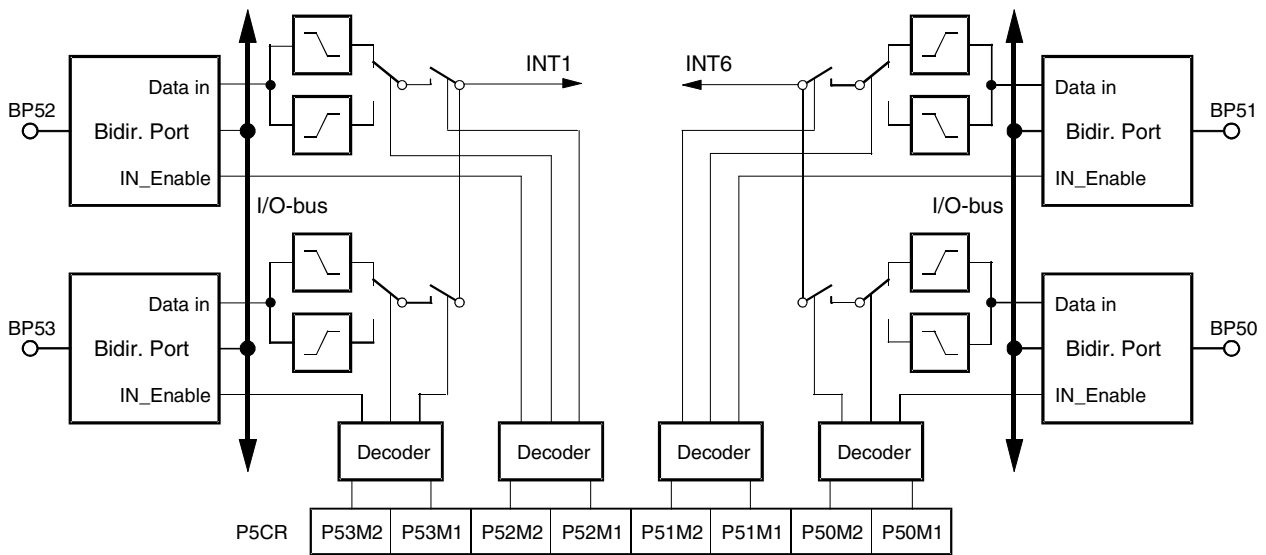 INT1
INT6
BP52
Data in
Bidir. Port
IN_Enable
Data in
Bidir. Port
IN_Enable
BP51
I/O-bus
I/O-bus
BP53
Data in
Bidir. Port
IN_Enable
Data in
Bidir. Port
IN_Enable
BP50
Decoder
Decoder
Decoder
Decoder
P5CR
P53M2
P53M1
P52M2
P52M1
P51M2
P51M1
P50M2
P50M1